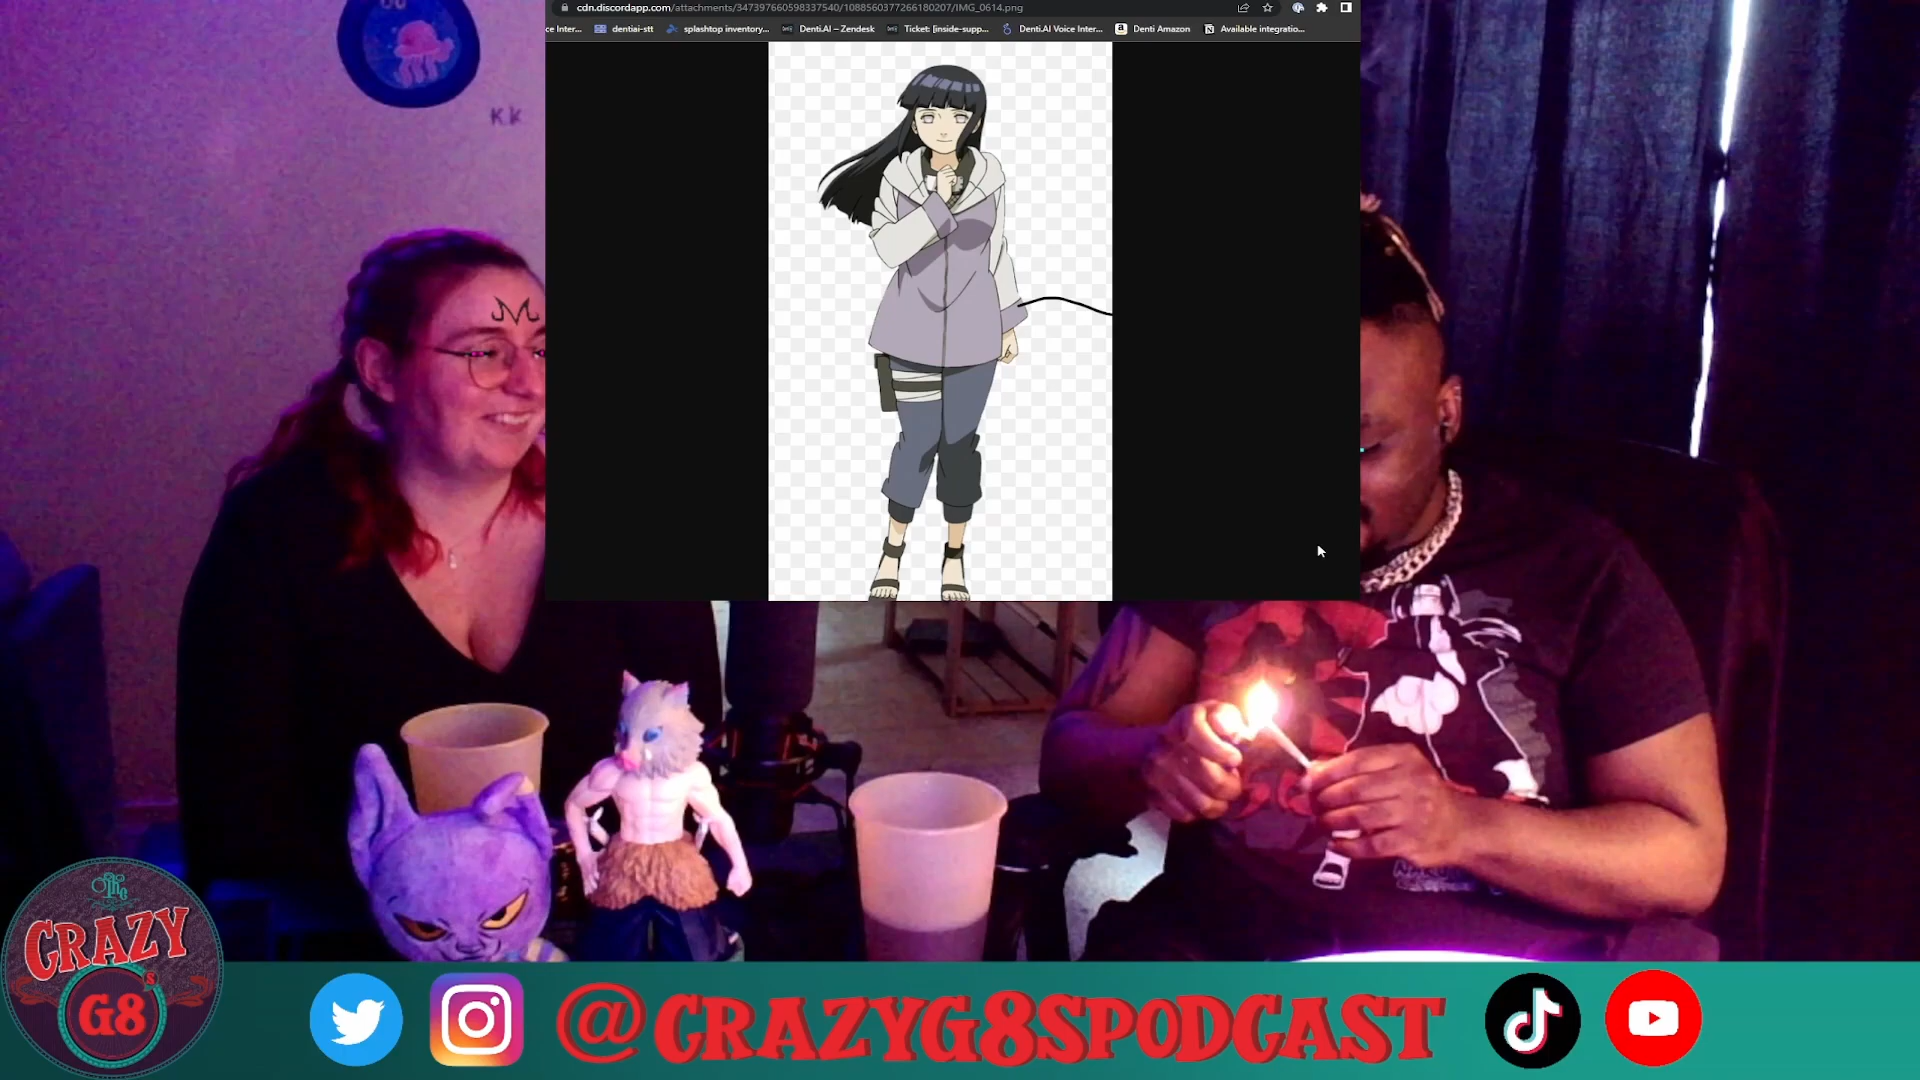 cdn.discordapp.com/attachments/347397660598337540/1088560377266180207/IMG_0614.png
ce Inter... dentiai-stt splashtop inventory... Denti.AI – Zendesk Ticket: [inside-supp... Denti.AI Voice Inter... Denti Amazon Available integratio...
KK
The
CRAZY
G8's
@CRAZYG8SPODCAST